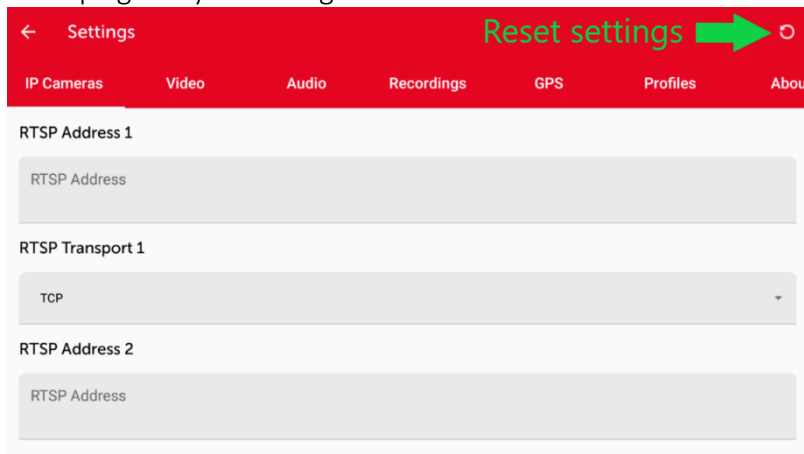 Settings
Reset settings
IP Cameras Video Audio Recordings GPS Profiles Abou
RTSP Address 1
RTSP Address
RTSP Transport 1
TCP
RTSP Address 2
RTSP Address